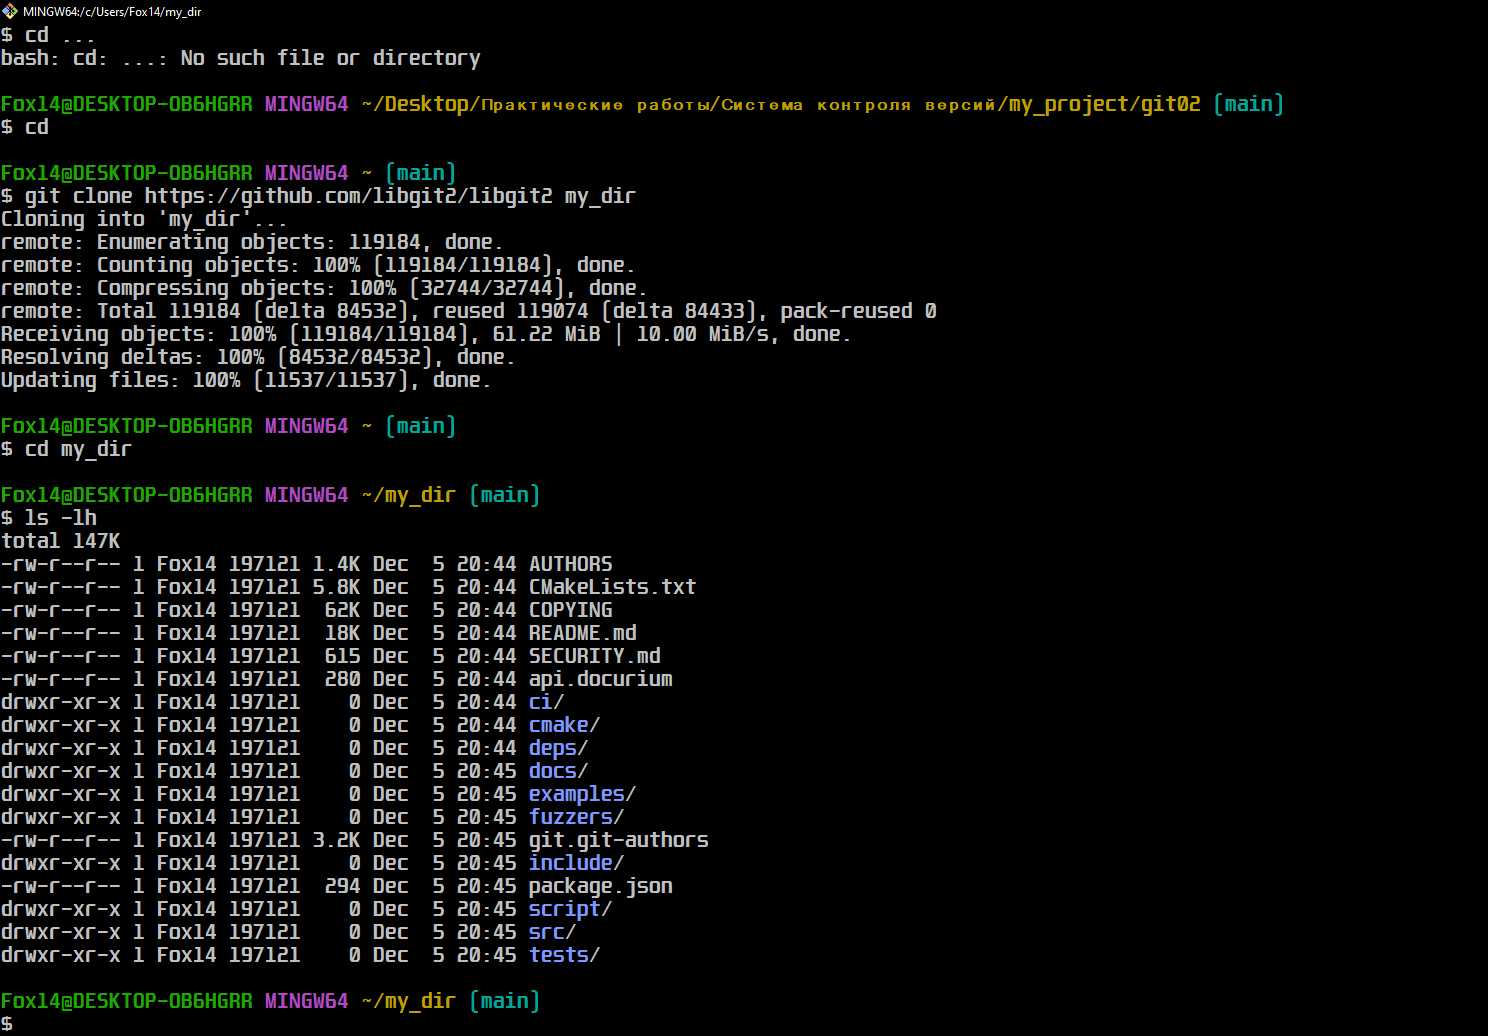 MINGW64:/c/Users/Fox14/my_dir
$ cd ...
bash: cd: ...: No such file or directory
Fox14@DESKTOP-OB6HGRR MINGW64 ~/Desktop/Практические работы/Система контроля версий/my_project/git02 (main)
$ cd
Fox14@DESKTOP-OB6HGRR MINGW64 ~ (main)
$ git clone https://github.com/libgit2/libgit2 my_dir
Cloning into 'my_dir'...
remote: Enumerating objects: 119184, done.
remote: Counting objects: 100% (119184/119184), done.
remote: Compressing objects: 100% (32744/32744), done.
remote: Total 119184 (delta 84532), reused 119074 (delta 84433), pack-reused 0
Receiving objects: 100% (119184/119184), 61.22 MiB | 10.00 MiB/s, done.
Resolving deltas: 100% (84532/84532), done.
Updating files: 100% (11537/11537), done.
Fox14@DESKTOP-OB6HGRR MINGW64 ~ (main)
$ cd my_dir
Fox14@DESKTOP-OB6HGRR MINGW64 ~/my_dir (main)
$ ls -lh
total 147K
-rw-r--r-- 1 Fox14 197121 1.4K Dec  5 20:44 AUTHORS
-rw-r--r-- 1 Fox14 197121 5.8K Dec  5 20:44 CMakeLists.txt
-rw-r--r-- 1 Fox14 197121  62K Dec  5 20:44 COPYING
-rw-r--r-- 1 Fox14 197121  18K Dec  5 20:44 README.md
-rw-r--r-- 1 Fox14 197121  615 Dec  5 20:44 SECURITY.md
-rw-r--r-- 1 Fox14 197121  280 Dec  5 20:44 api.docurium
drwxr-xr-x 1 Fox14 197121    0 Dec  5 20:44 ci/
drwxr-xr-x 1 Fox14 197121    0 Dec  5 20:44 cmake/
drwxr-xr-x 1 Fox14 197121    0 Dec  5 20:44 deps/
drwxr-xr-x 1 Fox14 197121    0 Dec  5 20:45 docs/
drwxr-xr-x 1 Fox14 197121    0 Dec  5 20:45 examples/
drwxr-xr-x 1 Fox14 197121    0 Dec  5 20:45 fuzzers/
-rw-r--r-- 1 Fox14 197121 3.2K Dec  5 20:45 git.git-authors
drwxr-xr-x 1 Fox14 197121    0 Dec  5 20:45 include/
-rw-r--r-- 1 Fox14 197121  294 Dec  5 20:45 package.json
drwxr-xr-x 1 Fox14 197121    0 Dec  5 20:45 script/
drwxr-xr-x 1 Fox14 197121    0 Dec  5 20:45 src/
drwxr-xr-x 1 Fox14 197121    0 Dec  5 20:45 tests/
Fox14@DESKTOP-OB6HGRR MINGW64 ~/my_dir (main)
$